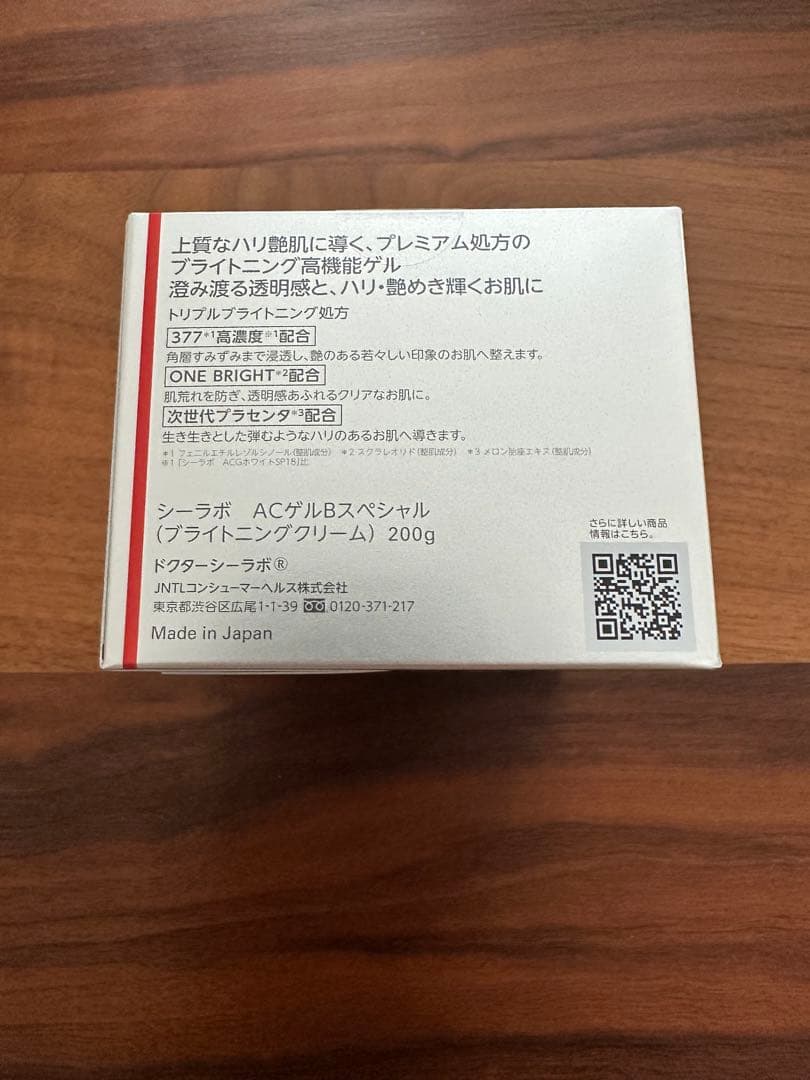 上質なハリ艶肌に導く、プレミアム処方の
ブライトニング高機能ゲル
澄み渡る透明感と、ハリ・艶めき輝くお肌に
トリプルブライトニング処方
377*1高濃度※1配合
角層すみずみまで浸透し、艶のある若々しい印象のお肌へ整えます。
ONE BRIGHT*2配合
肌荒れを防ぎ、透明感あふれるクリアなお肌に。
次世代プラセンタ*3配合
生き生きとした弾むようなハリのあるお肌へ導きます。
*1 フェニルエチルレゾルシノール(整肌成分) *2 スクラレオリド(整肌成分) *3 メロン胎座エキス(整肌成分)
※1「シーラボ ACGホワイトSP18」比
シーラボ ACゲルBスペシャル
(ブライトニングクリーム) 200g
さらに詳しい商品
情報はこちら。
ドクターシーラボ®
JNTLコンシューマーヘルス株式会社
東京都渋谷区広尾1-1-39 0120-371-217
Made in Japan